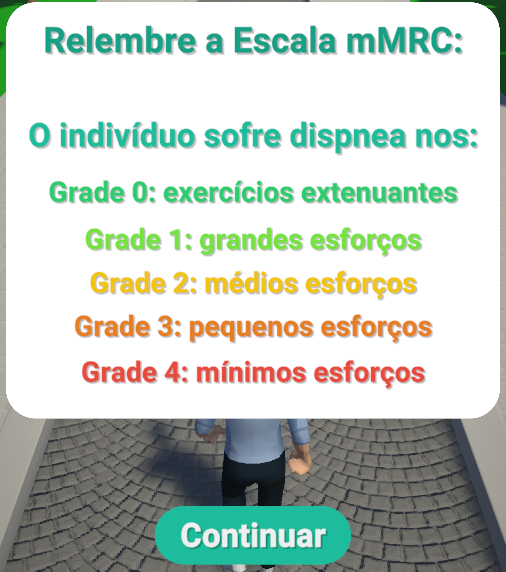 Relembre a Escala mMRC:
O indivíduo sofre dispnea nos:
Grade 0: exercícios extenuantes
Grade 1: grandes esforços
Grade 2: médios esforços
Grade 3: pequenos esforços
Grade 4: mínimos esforços
Continuar